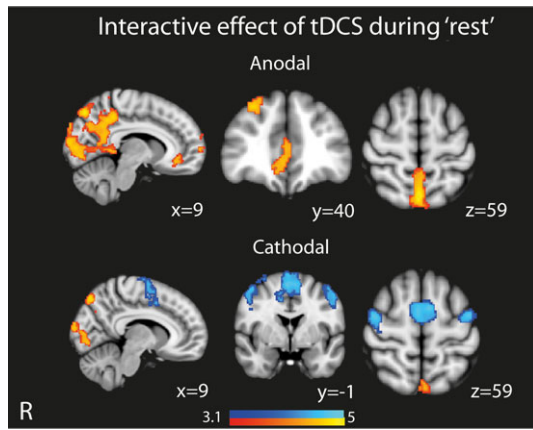 Interactive effect of tDCS during 'rest'
Anodal
x=9 y=40 z=59
Cathodal
x=9 y=-1 z=59
R 3.1 5